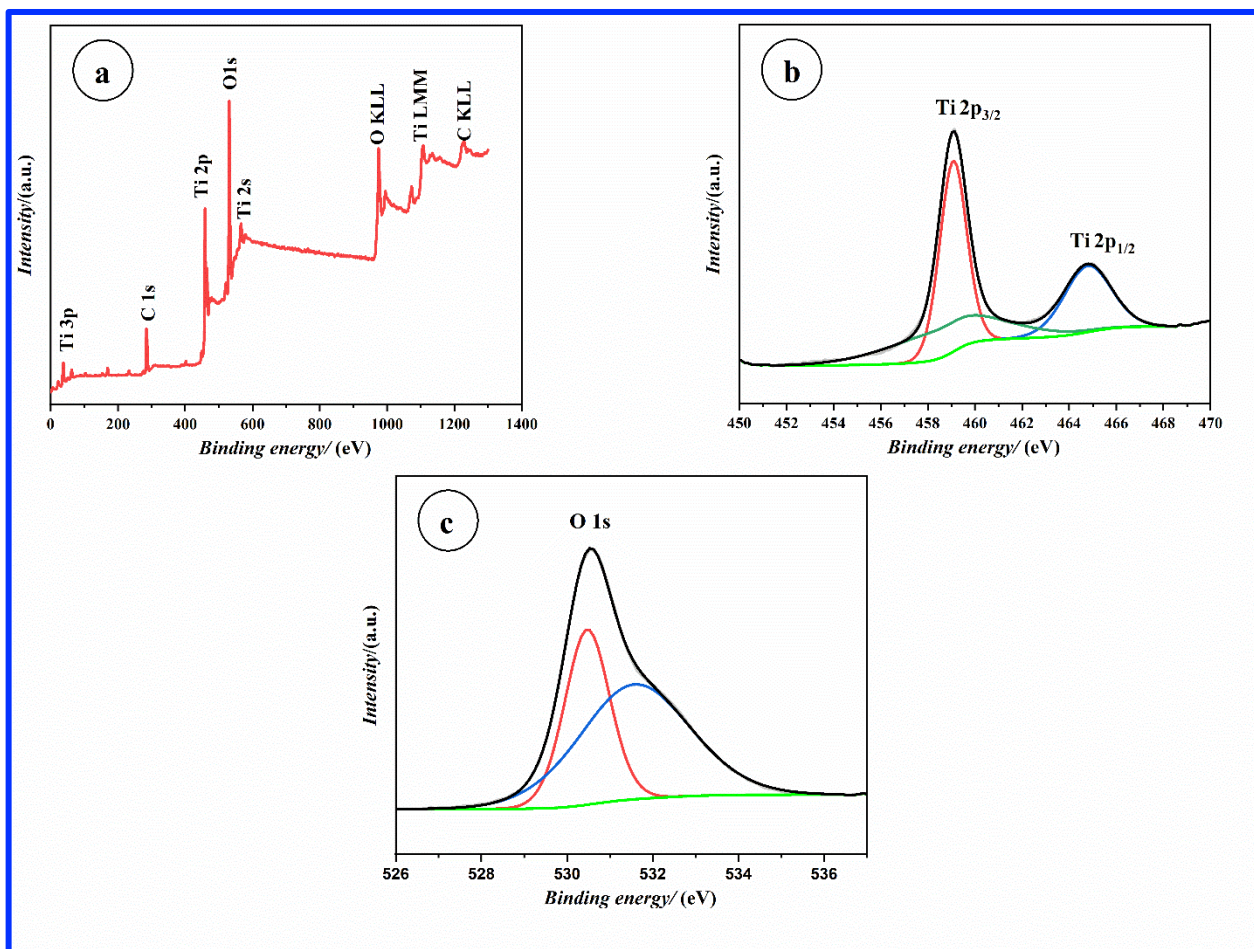 a
Ti 3p
C 1s
Ti 2p
O1s
Ti 2s
O KLL
Ti LMM
C KLL
Intensity/(a.u.)
0 200 400 600 800 1000 1200 1400
Binding energy/ (eV)
b
Ti 2p3/2
Ti 2p1/2
Intensity/(a.u.)
450 452 454 456 458 460 462 464 466 468 470
Binding energy/ (eV)
c
O 1s
Intensity/(a.u.)
526 528 530 532 534 536
Binding energy/ (eV)